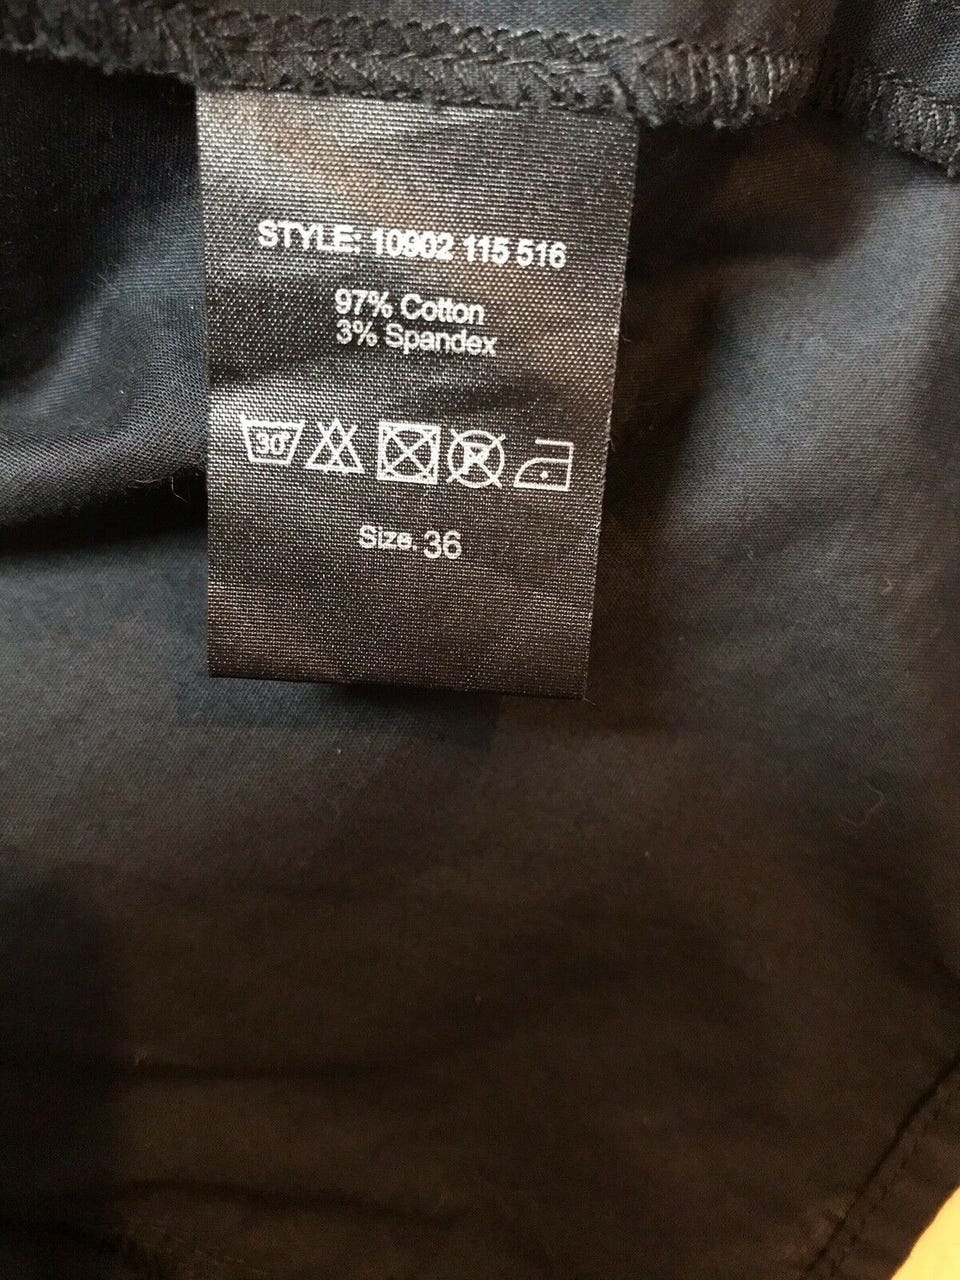 STYLE: 10902 115 516
97% Cotton
3% Spandex
30° P
Size. 36